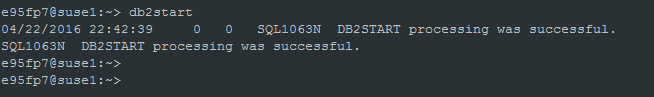 e95fp7@suse1:~> db2start
04/22/2016 22:42:39     0   0   SQL1063N  DB2START processing was successful.
SQL1063N  DB2START processing was successful.
e95fp7@suse1:~>
e95fp7@suse1:~>